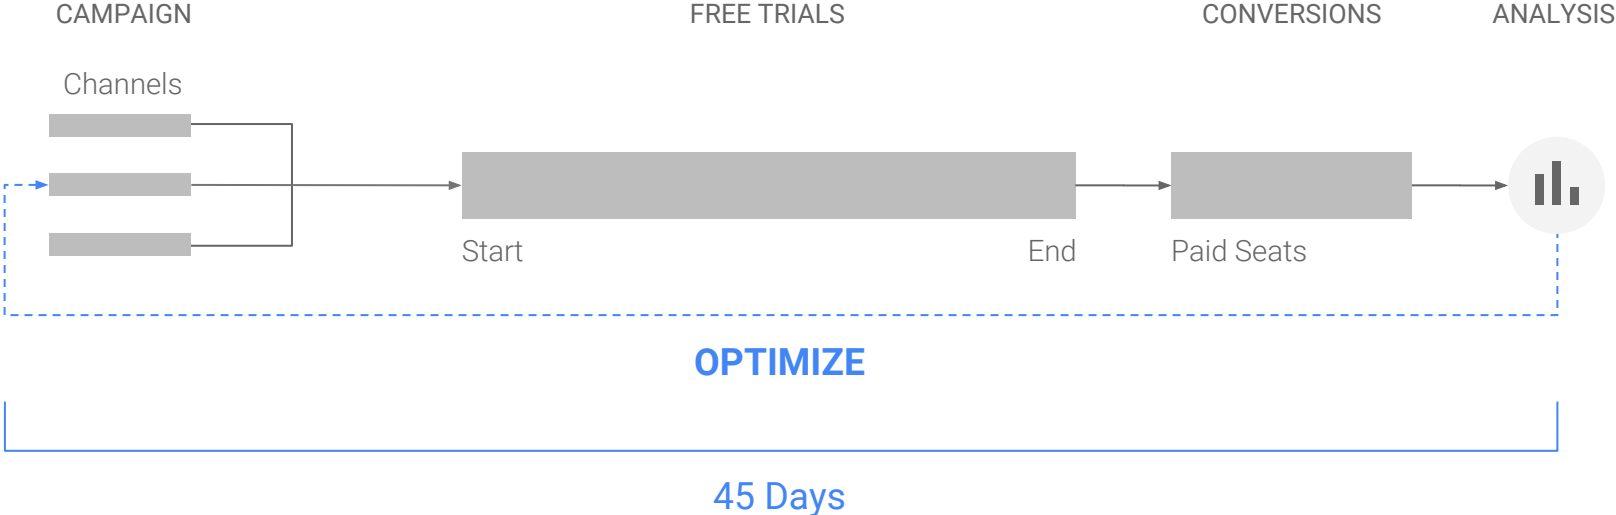 CAMPAIGN
FREE TRIALS
CONVERSIONS
ANALYSIS
Channels
Start
End
Paid Seats
OPTIMIZE
45 Days